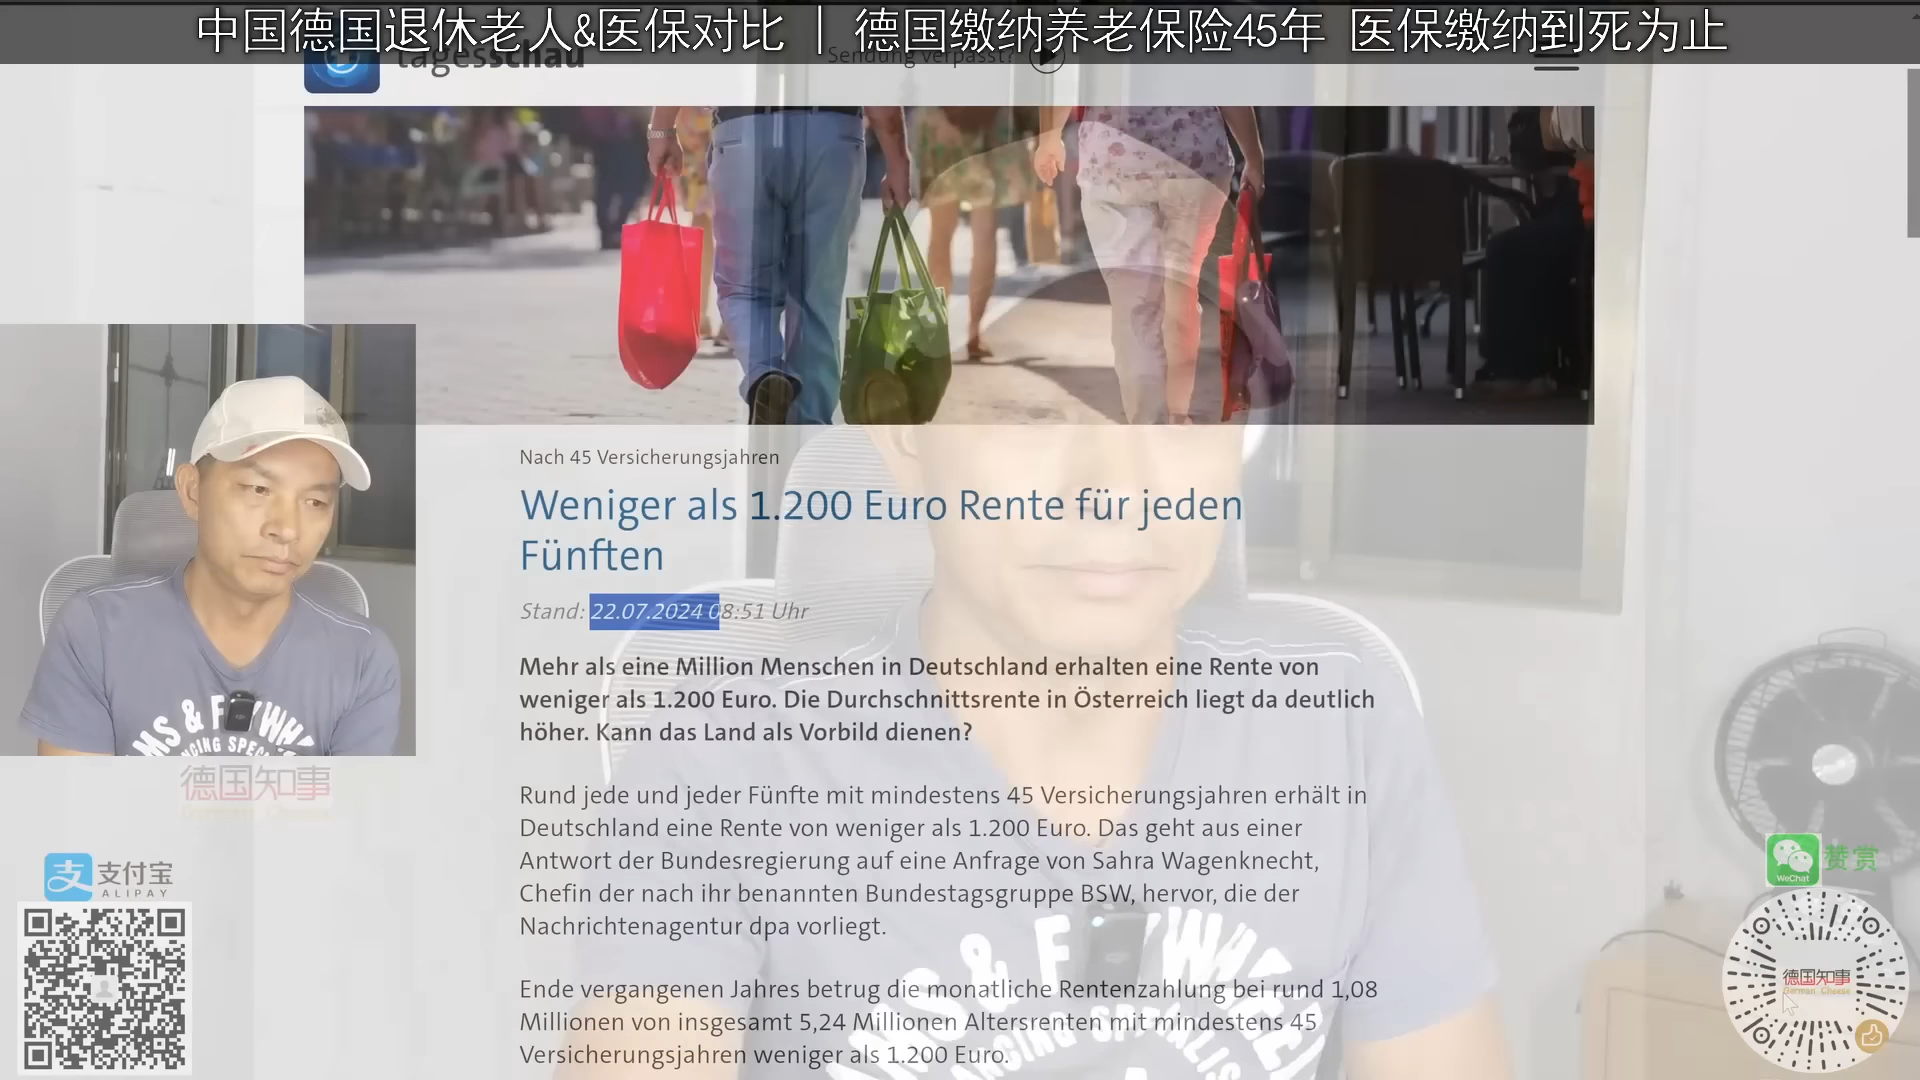 中国德国退休老人&医保对比 | 德国缴纳养老保险45年 医保缴纳到死为止
tagesschau
Sendung verpasst?
Nach 45 Versicherungsjahren
Weniger als 1.200 Euro Rente für jeden
Fünften
Stand: 22.07.2024 08:51 Uhr
Mehr als eine Million Menschen in Deutschland erhalten eine Rente von
weniger als 1.200 Euro. Die Durchschnittsrente in Österreich liegt da deutlich
höher. Kann das Land als Vorbild dienen?
Rund jede und jeder Fünfte mit mindestens 45 Versicherungsjahren erhält in
Deutschland eine Rente von weniger als 1.200 Euro. Das geht aus einer
Antwort der Bundesregierung auf eine Anfrage von Sahra Wagenknecht,
Chefin der nach ihr benannten Bundestagsgruppe BSW, hervor, die der
Nachrichtenagentur dpa vorliegt.
Ende vergangenen Jahres betrug die monatliche Rentenzahlung bei rund 1,08
Millionen von insgesamt 5,24 Millionen Altersrenten mit mindestens 45
Versicherungsjahren weniger als 1.200 Euro.
德国知事
German Cheese
支付宝
ALIPAY
WeChat
赞赏
德国知事
German Cheese